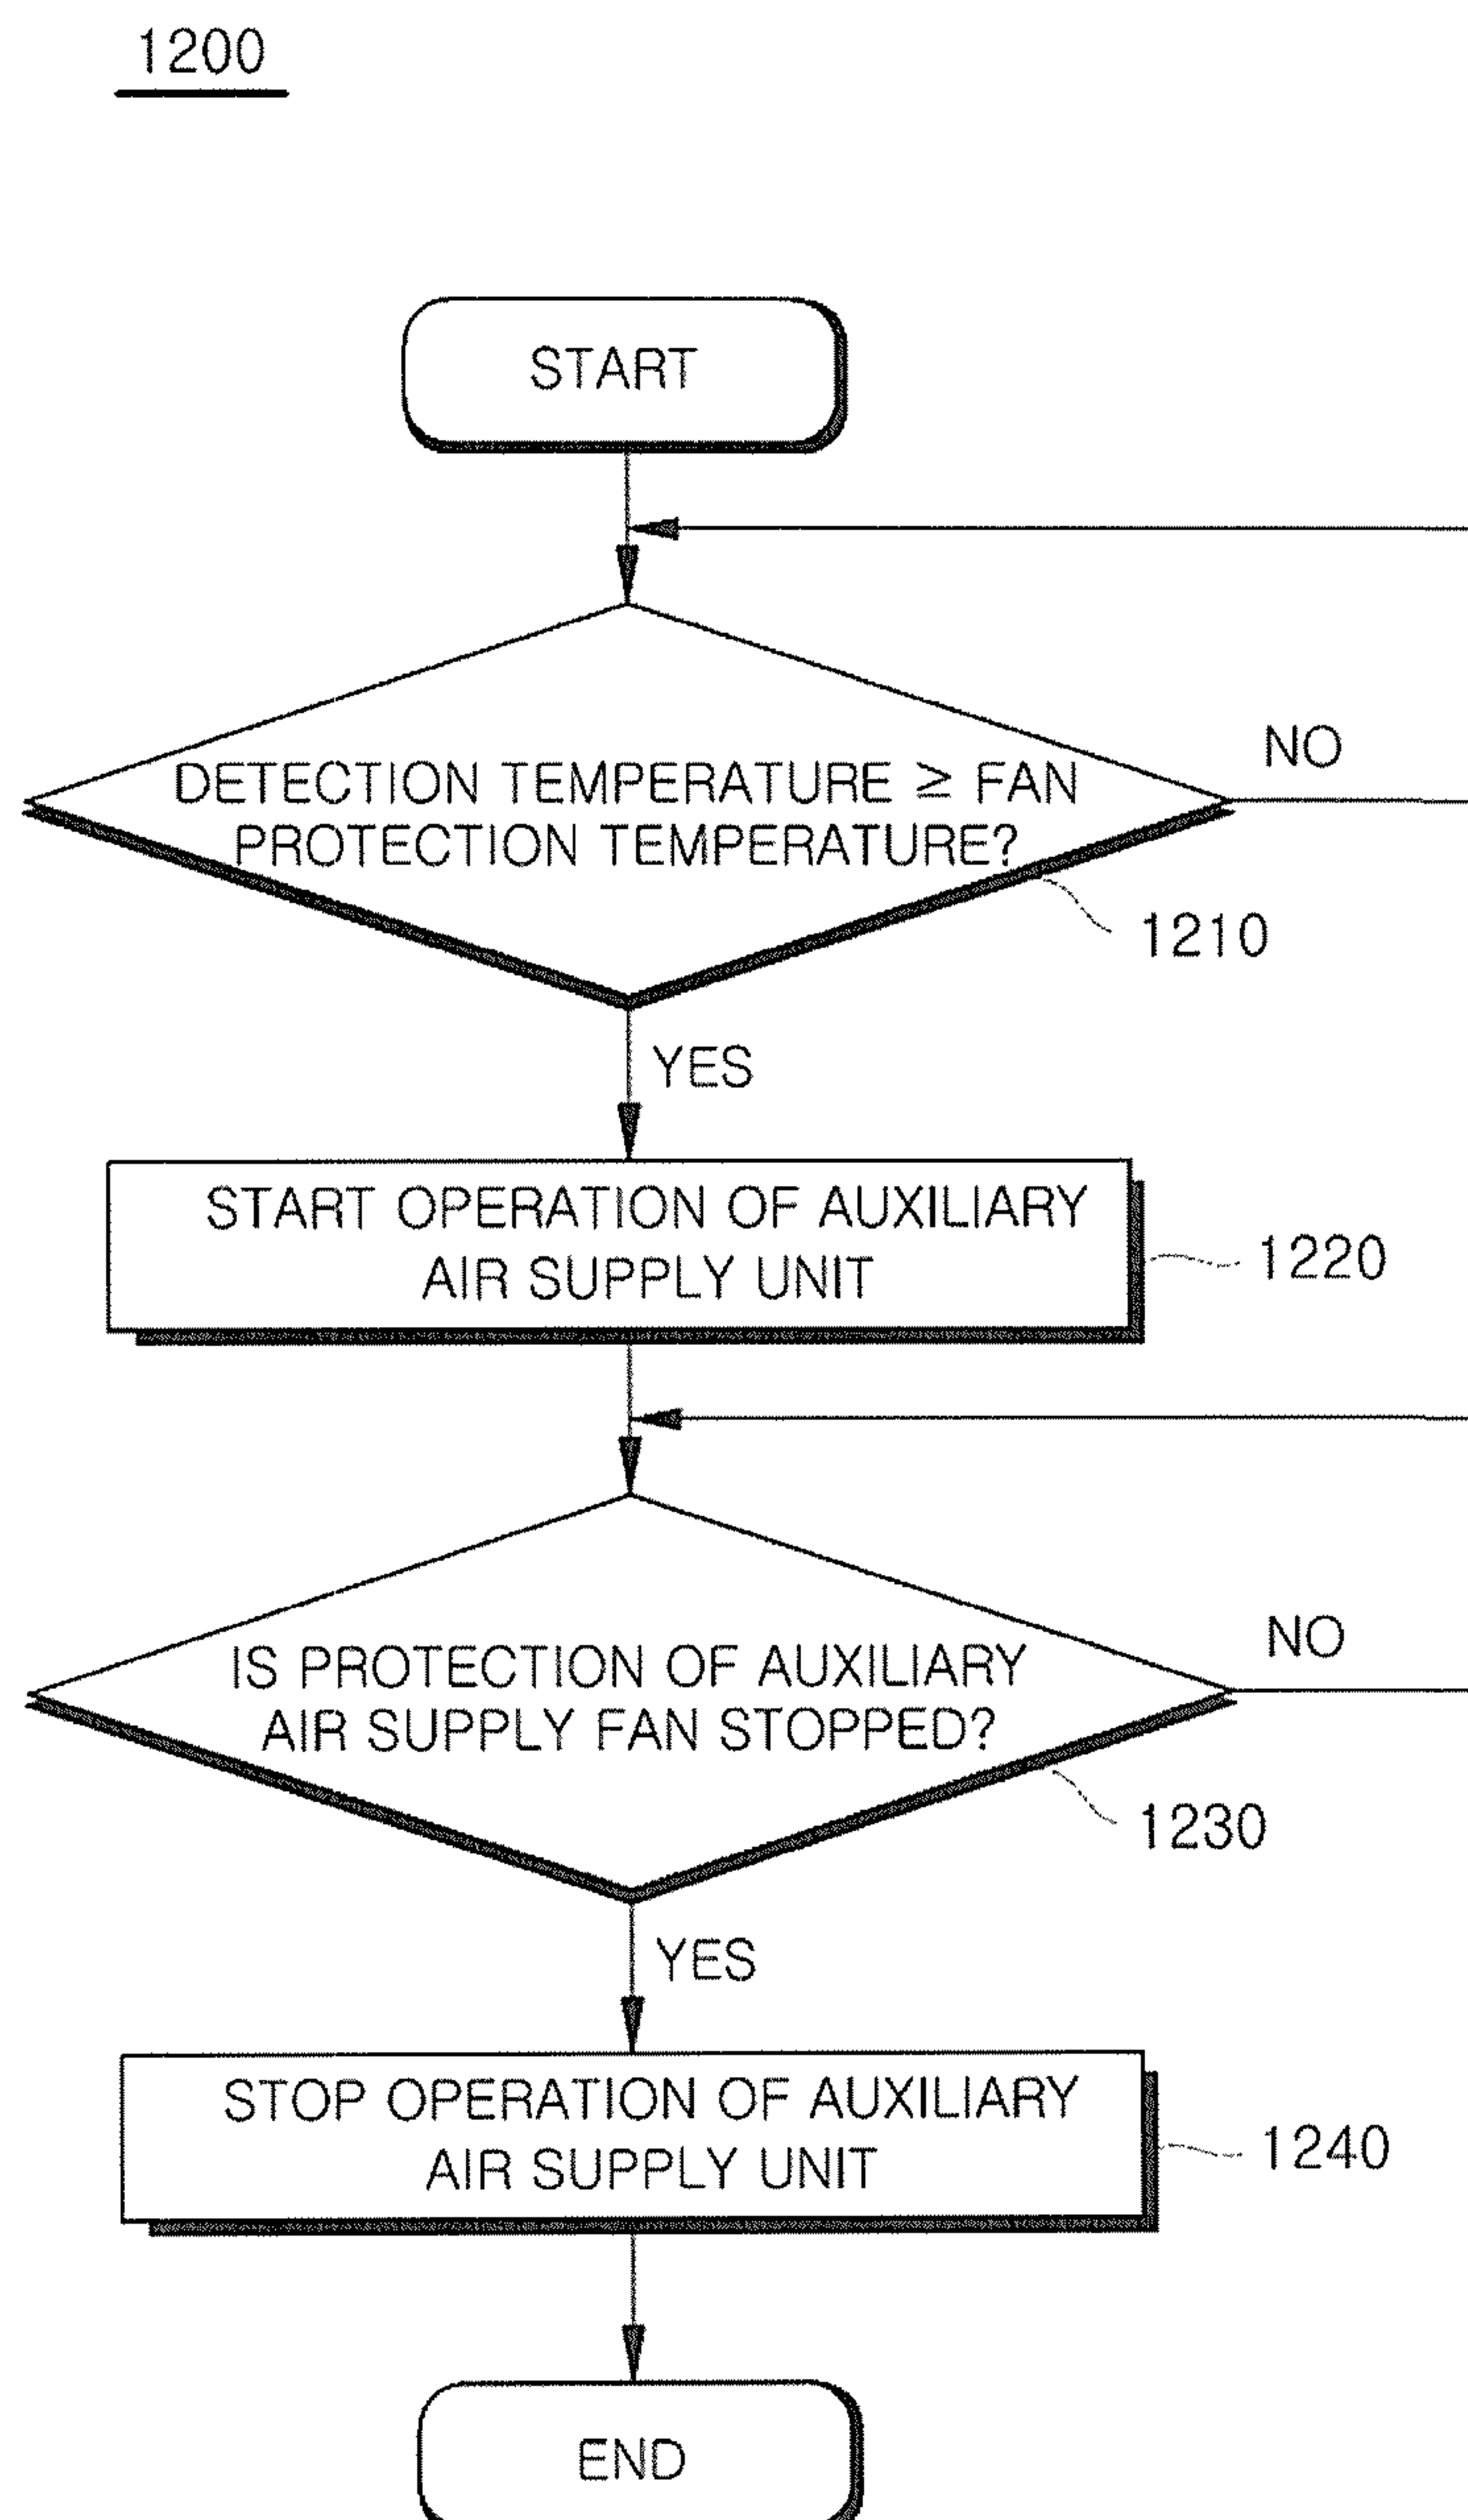 1200
START
DETECTION TEMPERATURE ≥ FAN
PROTECTION TEMPERATURE?
NO
1210
YES
START OPERATION OF AUXILIARY
AIR SUPPLY UNIT
1220
IS PROTECTION OF AUXILIARY
AIR SUPPLY FAN STOPPED?
NO
1230
YES
STOP OPERATION OF AUXILIARY
AIR SUPPLY UNIT
1240
END